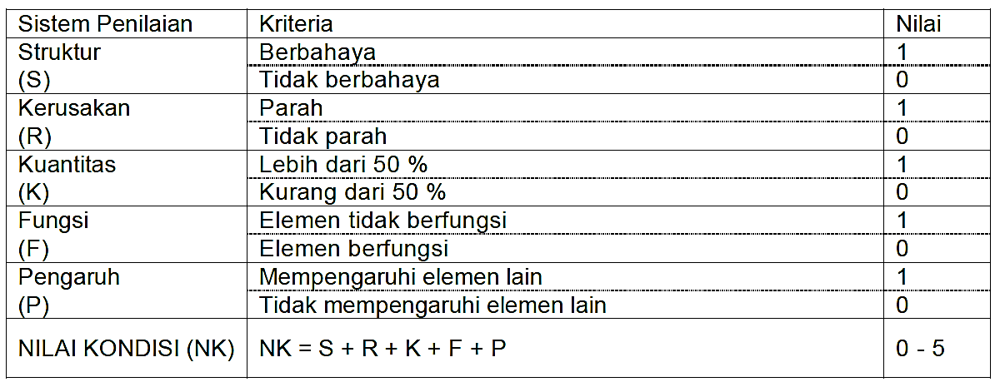 Sistem Penilaian Kriteria Nilai
Struktur Berbahaya 1
(S) Tidak berbahaya 0
Kerusakan Parah 1
(R) Tidak parah 0
Kuantitas Lebih dari 50 % 1
(K) Kurang dari 50 % 0
Fungsi Elemen tidak berfungsi 1
(F) Elemen berfungsi 0
Pengaruh Mempengaruhi elemen lain 1
(P) Tidak mempengaruhi elemen lain 0
NILAI KONDISI (NK) NK = S + R + K + F + P 0 - 5